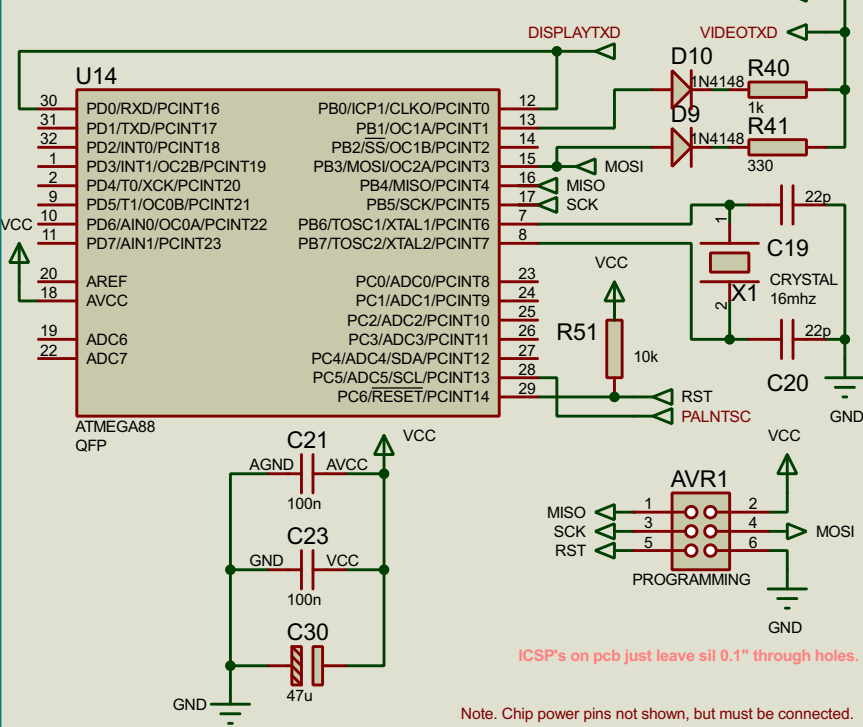 DISPLAYTXD
VIDEOTXD
U14
D10
1N4148
R40
1k
D9
1N4148
R41
330
30 PD0/RXD/PCINT16
31 PD1/TXD/PCINT17
32 PD2/INT0/PCINT18
1 PD3/INT1/OC2B/PCINT19
2 PD4/T0/XCK/PCINT20
9 PD5/T1/OC0B/PCINT21
10 PD6/AIN0/OC0A/PCINT22
11 PD7/AIN1/PCINT23
20 AREF
18 AVCC
19 ADC6
22 ADC7
VCC
PB0/ICP1/CLKO/PCINT0 12
PB1/OC1A/PCINT1 13
PB2/SS/OC1B/PCINT2 14
PB3/MOSI/OC2A/PCINT3 15
PB4/MISO/PCINT4 16
PB5/SCK/PCINT5 17
PB6/TOSC1/XTAL1/PCINT6 7
PB7/TOSC2/XTAL2/PCINT7 8
PC0/ADC0/PCINT8 23
PC1/ADC1/PCINT9 24
PC2/ADC2/PCINT10 25
PC3/ADC3/PCINT11 26
PC4/ADC4/SDA/PCINT12 27
PC5/ADC5/SCL/PCINT13 28
PC6/RESET/PCINT14 29
MOSI
MISO
SCK
22p
C19
1
X1
2
CRYSTAL
16mhz
22p
C20
GND
VCC
R51
10k
RST
PALNTSC
ATMEGA88
QFP
C21
VCC
AGND AVCC
100n
C23
GND VCC
100n
C30
47u
GND
VCC
AVR1
MISO 1 2
SCK 3 4 MOSI
RST 5 6
PROGRAMMING
GND
ICSP's on pcb just leave sil 0.1" through holes.
Note. Chip power pins not shown, but must be connected.